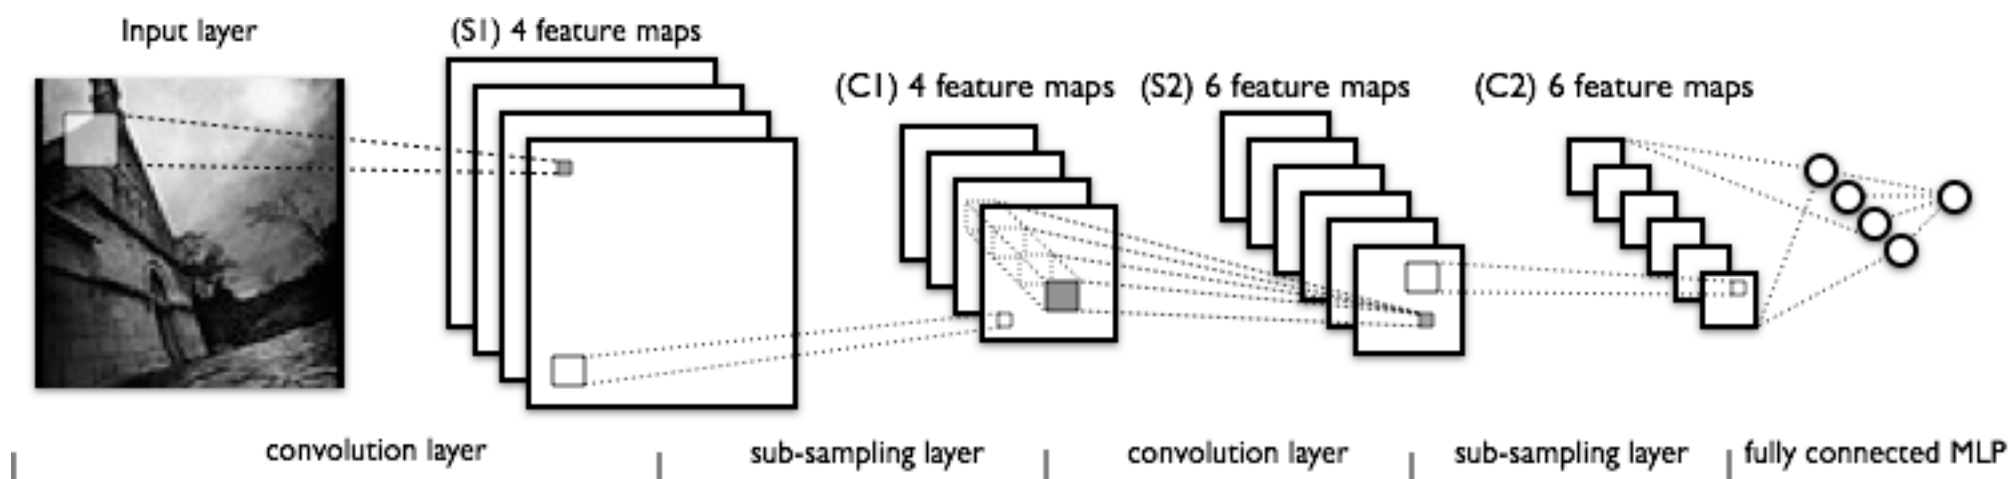 Input layer
(S1) 4 feature maps
(C1) 4 feature maps
(S2) 6 feature maps
(C2) 6 feature maps
convolution layer
sub-sampling layer
convolution layer
sub-sampling layer
fully connected MLP